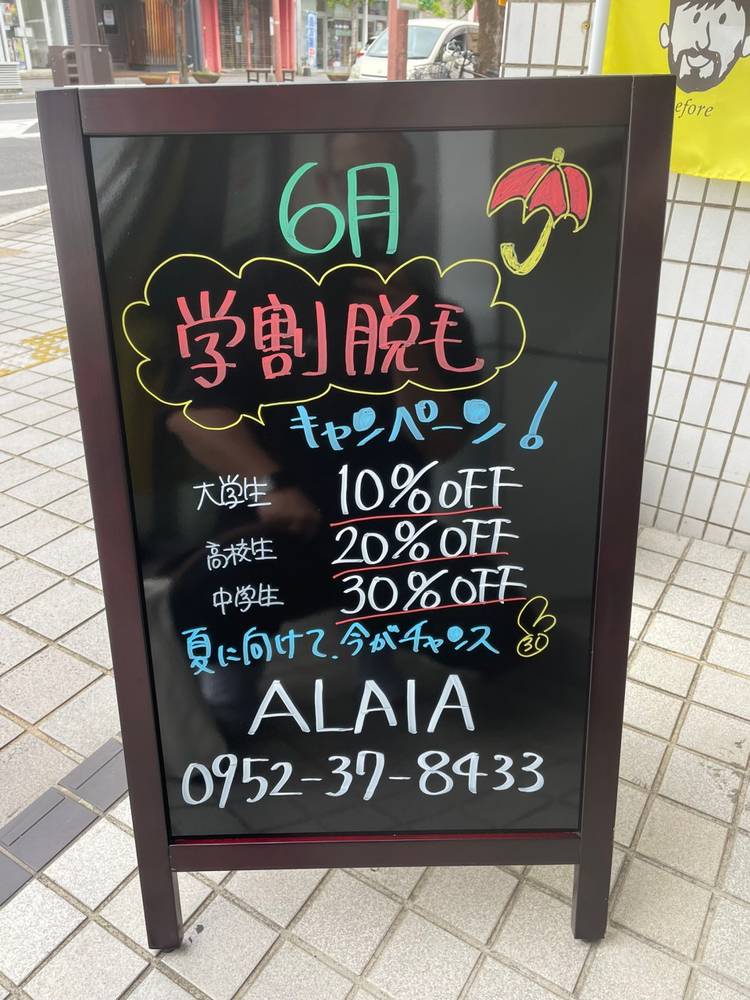 6月
学割脱毛
キャンペーン!
大学生 10%OFF
高校生 20%OFF
中学生 30%OFF
夏に向けて、今がチャンス
ALAIA
0952-37-8433
efore